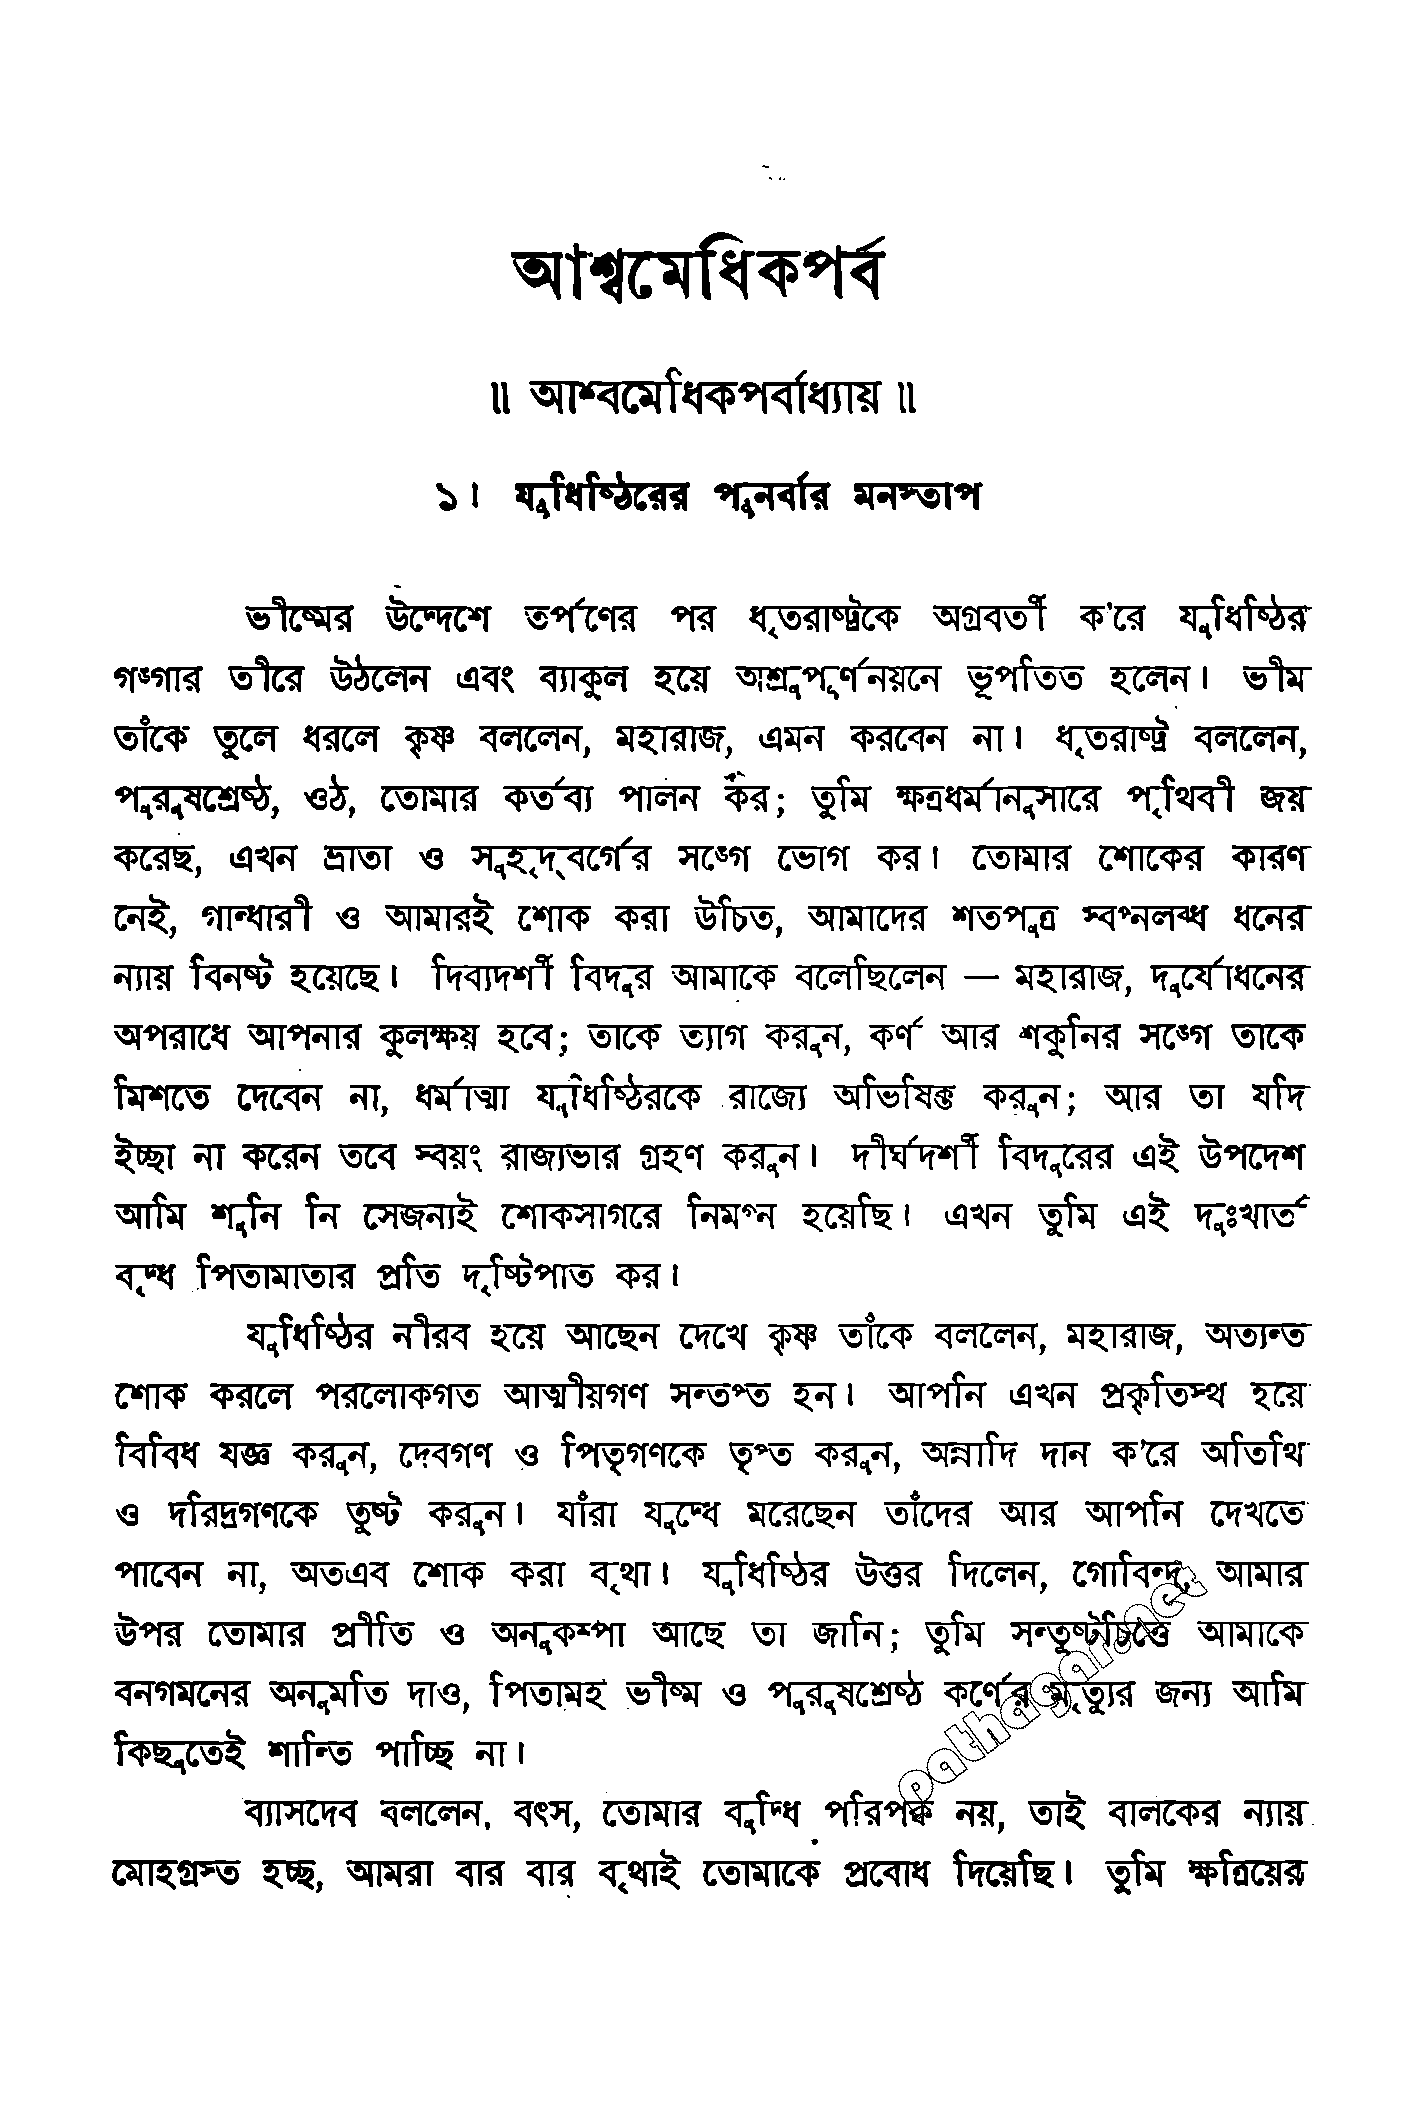 আশ্বমেধিকপর্ব
॥ আশ্বমেধিকপর্বাধ্যায় ॥
১। যুধিষ্ঠিরের পুনর্বার মনস্তাপ
ভীষ্মের উদ্দেশে তর্পণের পর ধৃতরাষ্ট্রকে অগ্রবর্তী ক'রে যুধিষ্ঠির
গঙ্গার তীরে উঠলেন এবং ব্যাকুল হয়ে অশ্রুপূর্ণনয়নে ভূপতিত হলেন। ভীম
তাঁকে তুলে ধরলে কৃষ্ণ বললেন, মহারাজ, এমন করবেন না। ধৃতরাষ্ট্র বললেন,
পুরুষশ্রেষ্ঠ, ওঠ, তোমার কর্তব্য পালন কর; তুমি ক্ষত্রধর্মানুসারে পৃথিবী জয়
করেছ, এখন ভ্রাতা ও সুহৃদ্‌বর্গের সঙ্গে ভোগ কর। তোমার শোকের কারণ
নেই, গান্ধারী ও আমারই শোক করা উচিত, আমাদের শতপুত্র স্বপ্নলব্ধ ধনের
ন্যায় বিনষ্ট হয়েছে। দিব্যদর্শী বিদুর আমাকে বলেছিলেন — মহারাজ, দুর্যোধনের
অপরাধে আপনার কুলক্ষয় হবে; তাকে ত্যাগ করুন, কর্ণ আর শকুনির সঙ্গে তাকে
মিশতে দেবেন না, ধর্মাত্মা যুধিষ্ঠিরকে রাজ্যে অভিষিক্ত করুন; আর তা যদি
ইচ্ছা না করেন তবে স্বয়ং রাজ্যভার গ্রহণ করুন। দীর্ঘদর্শী বিদুরের এই উপদেশ
আমি শুনি নি সেজন্যই শোকসাগরে নিমগ্ন হয়েছি। এখন তুমি এই দুঃখার্ত
বৃদ্ধ পিতামাতার প্রতি দৃষ্টিপাত কর।
যুধিষ্ঠির নীরব হয়ে আছেন দেখে কৃষ্ণ তাঁকে বললেন, মহারাজ, অত্যন্ত
শোক করলে পরলোকগত আত্মীয়গণ সন্তপ্ত হন। আপনি এখন প্রকৃতিস্থ হয়ে
বিবিধ যজ্ঞ করুন, দেবগণ ও পিতৃগণকে তৃপ্ত করুন, অন্নাদি দান ক'রে অতিথি
ও দরিদ্রগণকে তুষ্ট করুন। যাঁরা যুদ্ধে মরেছেন তাঁদের আর আপনি দেখতে
পাবেন না, অতএব শোক করা বৃথা। যুধিষ্ঠির উত্তর দিলেন, গোবিন্দ, আমার
উপর তোমার প্রীতি ও অনুকম্পা আছে তা জানি; তুমি সন্তুষ্টচিত্তে আমাকে
বনগমনের অনুমতি দাও, পিতামহ ভীষ্ম ও পুরুষশ্রেষ্ঠ কর্ণের মৃত্যুর জন্য আমি
কিছুতেই শান্তি পাচ্ছি না।
ব্যাসদেব বললেন, বৎস, তোমার বুদ্ধি পরিপক্ক নয়, তাই বালকের ন্যায়
মোহগ্রস্ত হচ্ছ, আমরা বার বার বৃথাই তোমাকে প্রবোধ দিয়েছি। তুমি ক্ষত্রিয়ের
pathagar.net